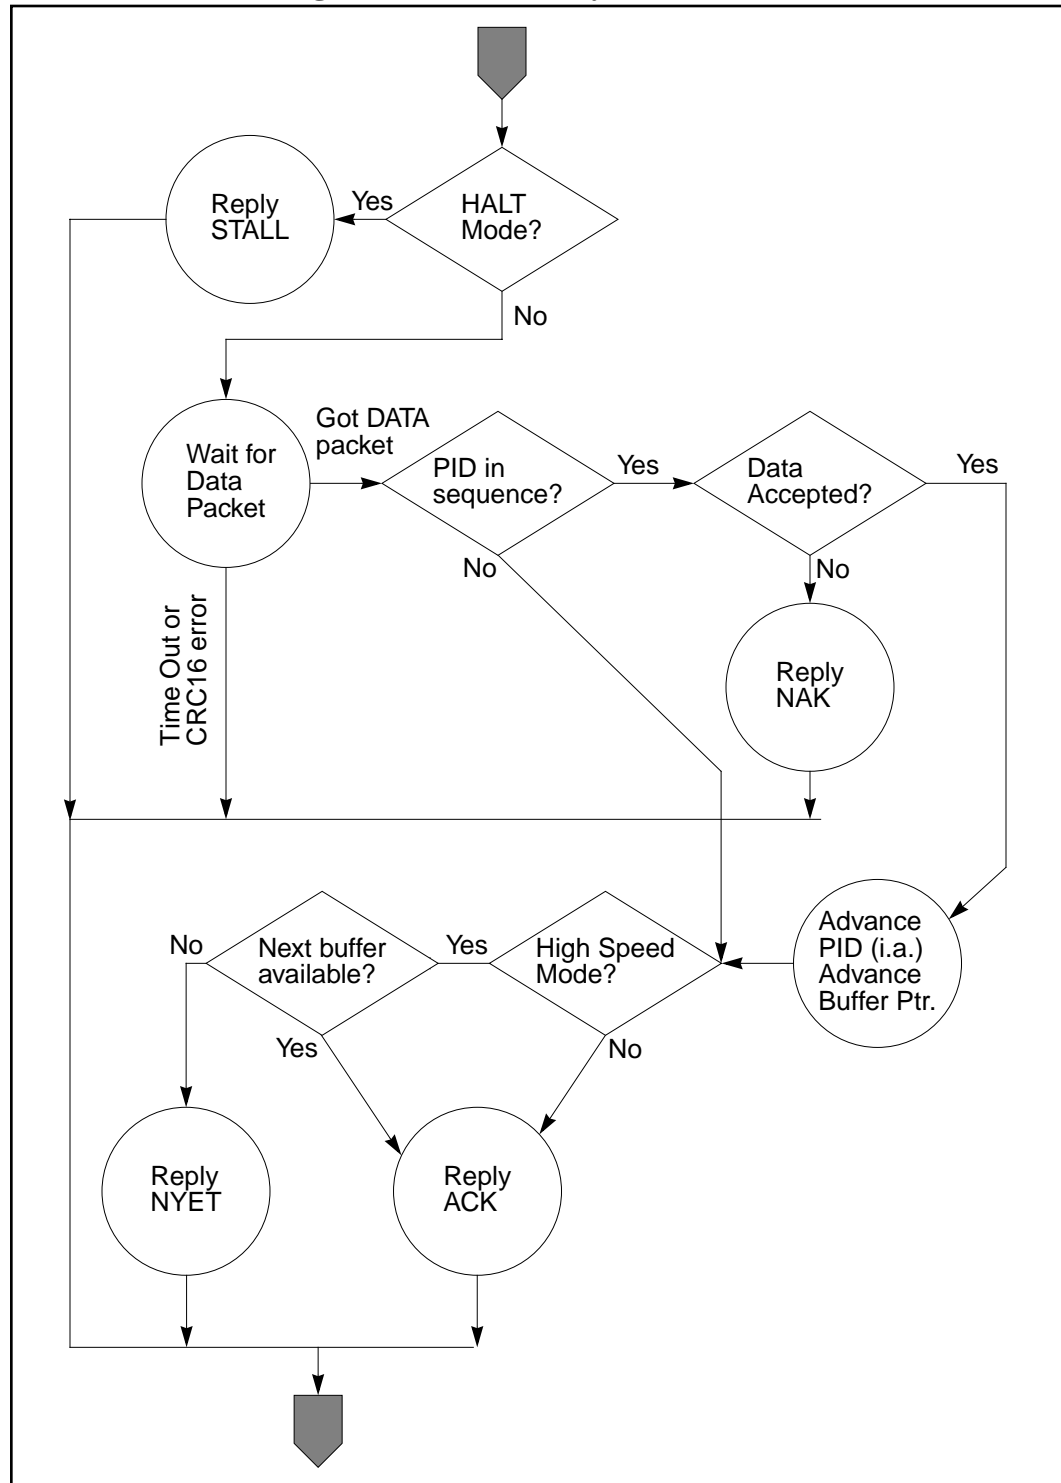 HALT
Mode?
Yes
Reply
STALL
No
Wait for
Data
Packet
Got DATA
packet
PID in
sequence?
Yes
Data
Accepted?
Yes
No
No
Reply
NAK
Time Out or
CRC16 error
Advance
PID (i.a.)
Advance
Buffer Ptr.
High Speed
Mode?
Yes
Next buffer
available?
No
Yes
No
Reply
NYET
Reply
ACK